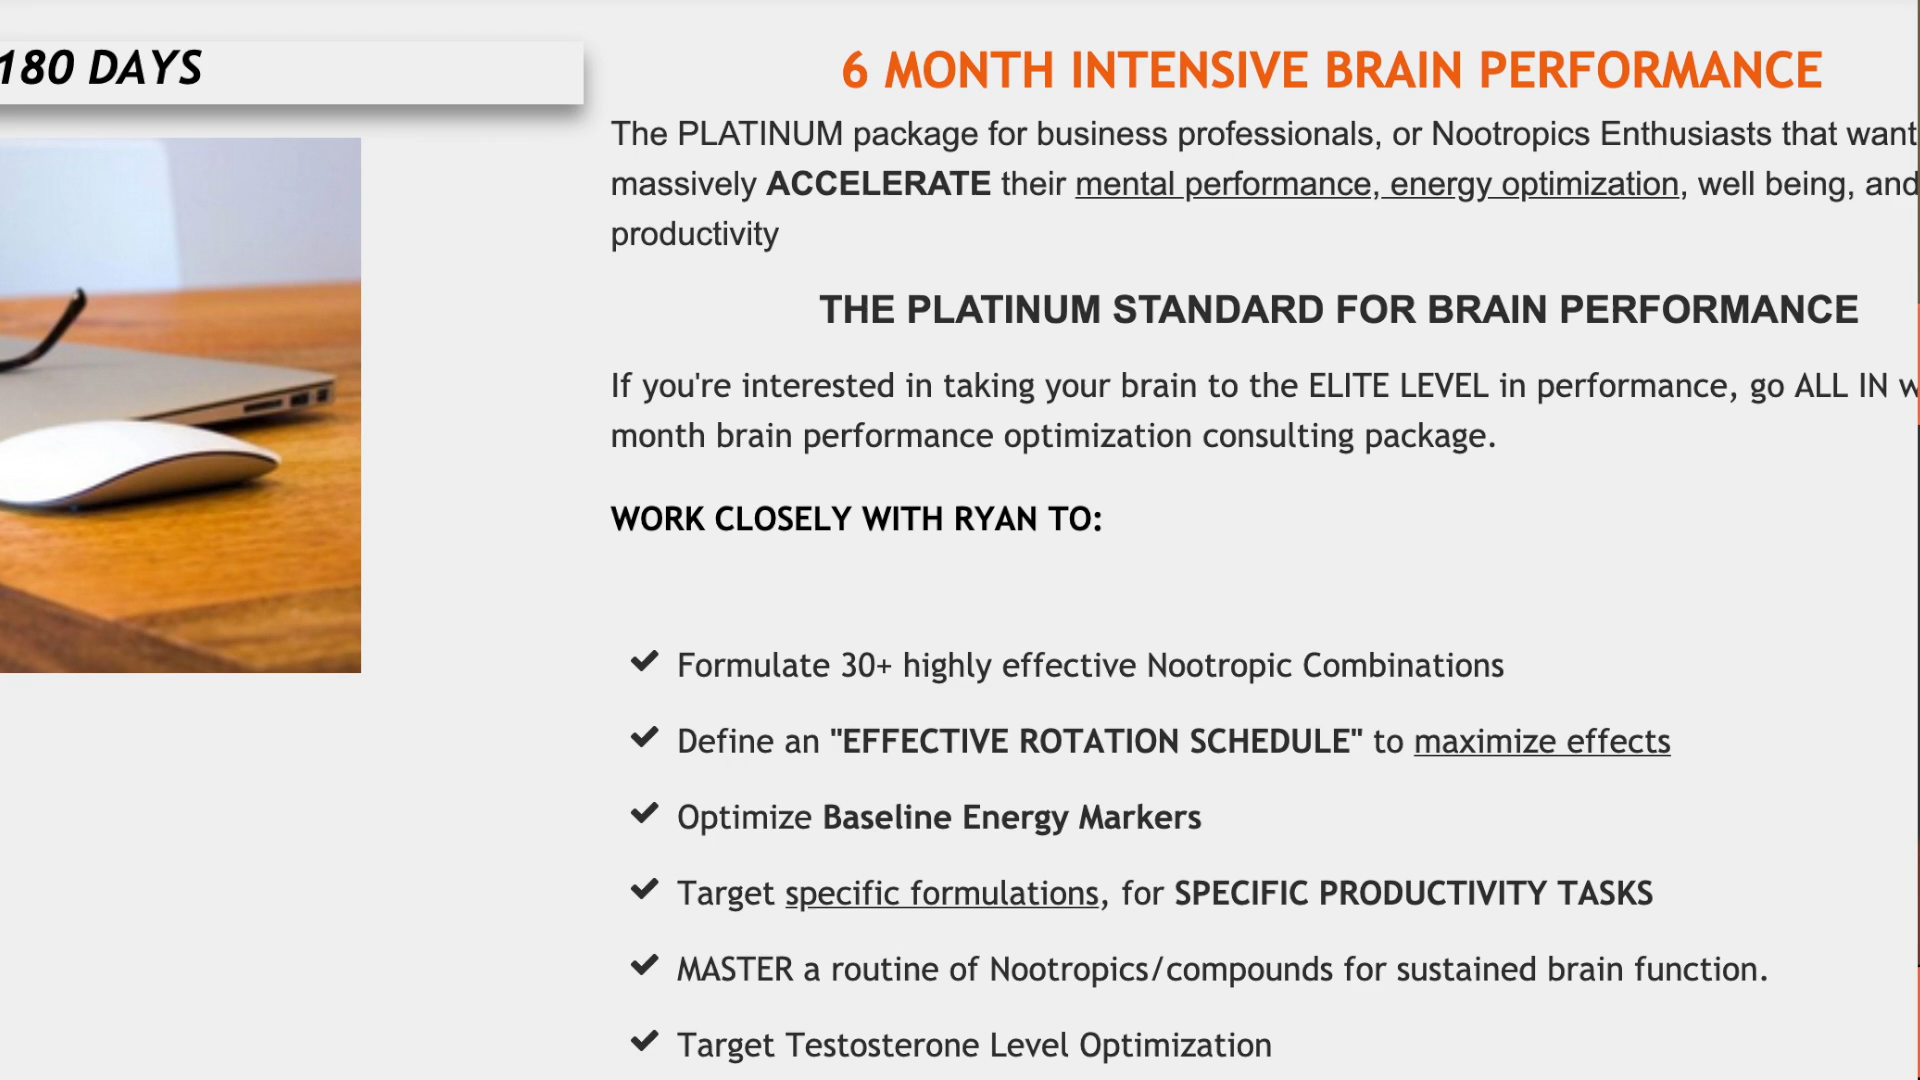 180 DAYS
6 MONTH INTENSIVE BRAIN PERFORMANCE
The PLATINUM package for business professionals, or Nootropics Enthusiasts that want
massively ACCELERATE their mental performance, energy optimization, well being, and
productivity
THE PLATINUM STANDARD FOR BRAIN PERFORMANCE
If you're interested in taking your brain to the ELITE LEVEL in performance, go ALL IN
month brain performance optimization consulting package.
WORK CLOSELY WITH RYAN TO:
Formulate 30+ highly effective Nootropic Combinations
Define an "EFFECTIVE ROTATION SCHEDULE" to maximize effects
Optimize Baseline Energy Markers
Target specific formulations, for SPECIFIC PRODUCTIVITY TASKS
MASTER a routine of Nootropics/compounds for sustained brain function.
Target Testosterone Level Optimization